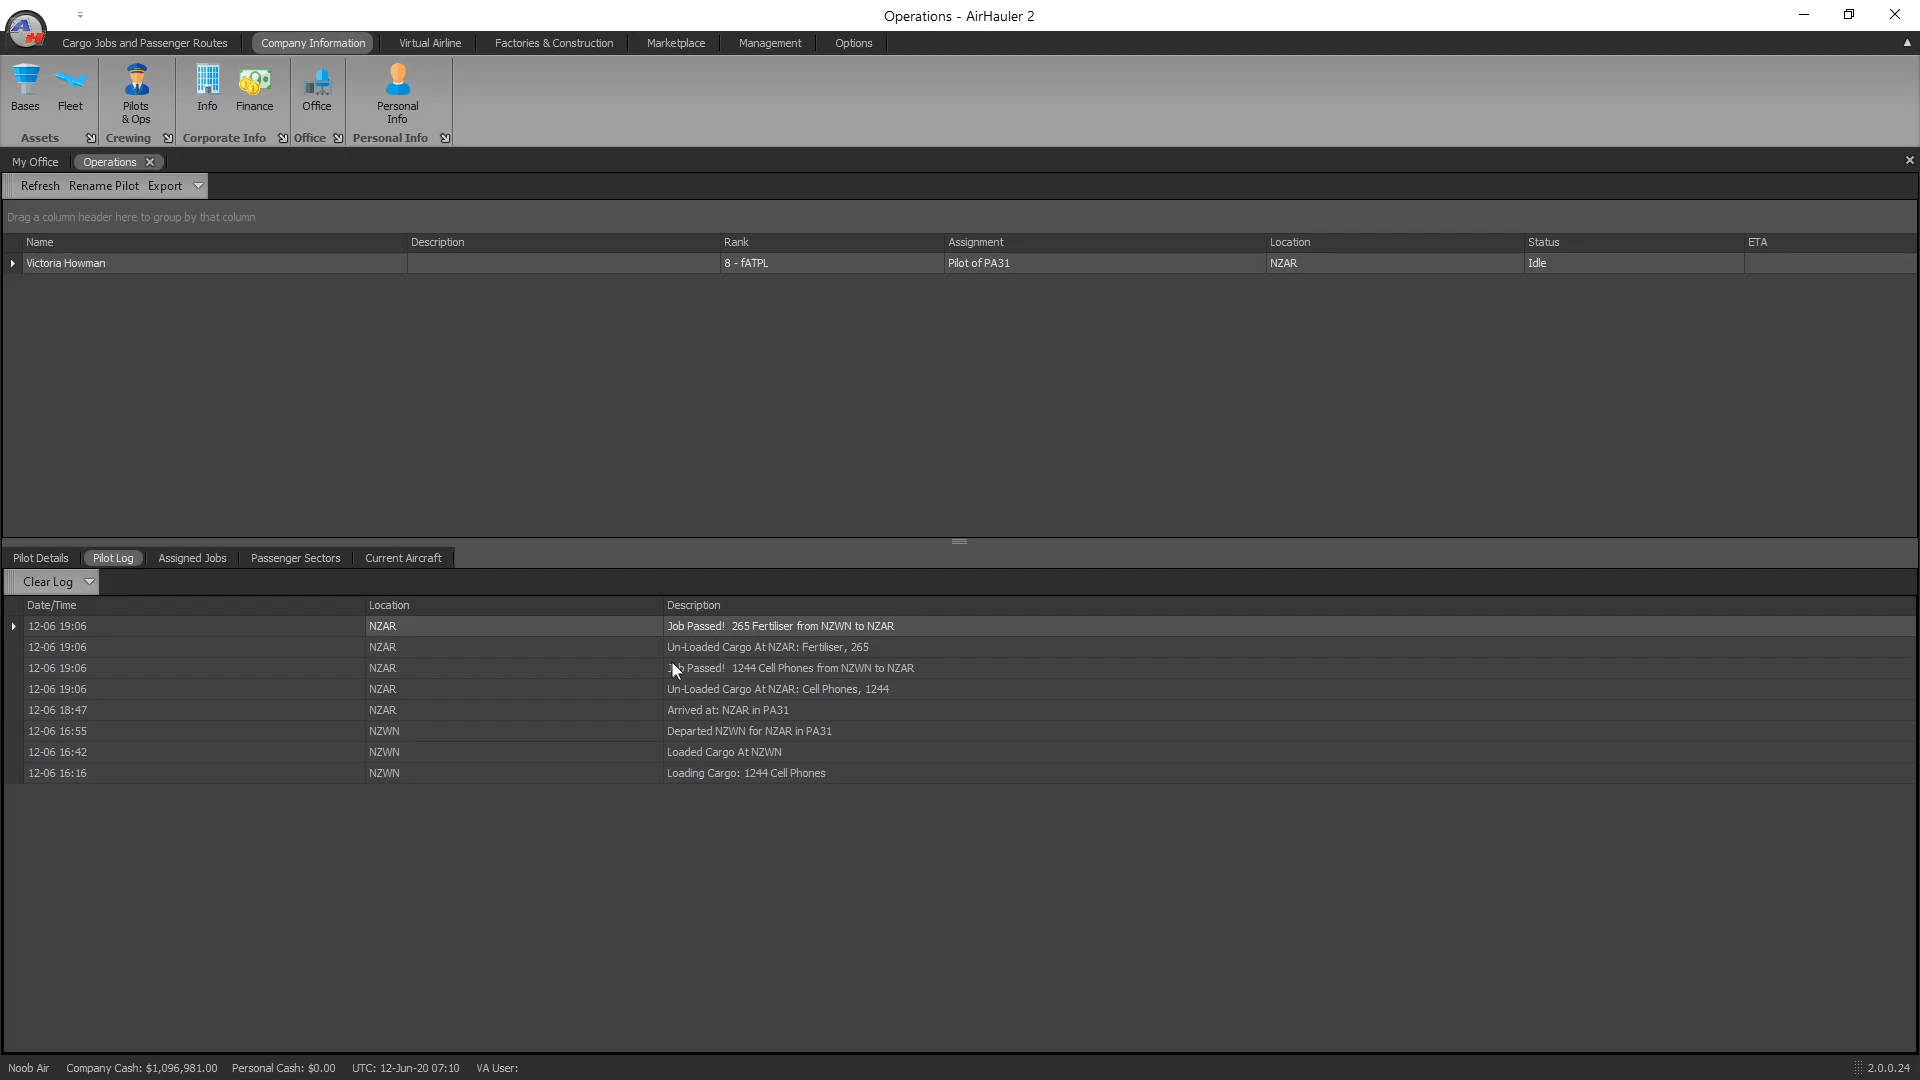 Operations - AirHauler 2
Cargo Jobs and Passenger Routes Company Information Virtual Airline Factories & Construction Marketplace Management Options
Bases Fleet Pilots & Ops Info Finance Office Personal Info
Assets Crewing Corporate Info Office Personal Info
My Office Operations
Refresh Rename Pilot Export
Drag a column header here to group by that column
Name Description Rank Assignment Location Status ETA
Victoria Howman 8 - fATPL Pilot of PA31 NZAR Idle
Pilot Details Pilot Log Assigned Jobs Passenger Sectors Current Aircraft
Clear Log
Date/Time Location Description
12-06 19:06 NZAR Job Passed! 265 Fertiliser from NZWN to NZAR
12-06 19:06 NZAR Un-Loaded Cargo At NZAR: Fertiliser, 265
12-06 19:06 NZAR Job Passed! 1244 Cell Phones from NZWN to NZAR
12-06 19:06 NZAR Un-Loaded Cargo At NZAR: Cell Phones, 1244
12-06 18:47 NZAR Arrived at: NZAR in PA31
12-06 16:55 NZWN Departed NZWN for NZAR in PA31
12-06 16:42 NZWN Loaded Cargo At NZWN
12-06 16:16 NZWN Loading Cargo: 1244 Cell Phones
Noob Air Company Cash: $1,096,981.00 Personal Cash: $0.00 UTC: 12-Jun-20 07:10 VA User: 2.0.0.24